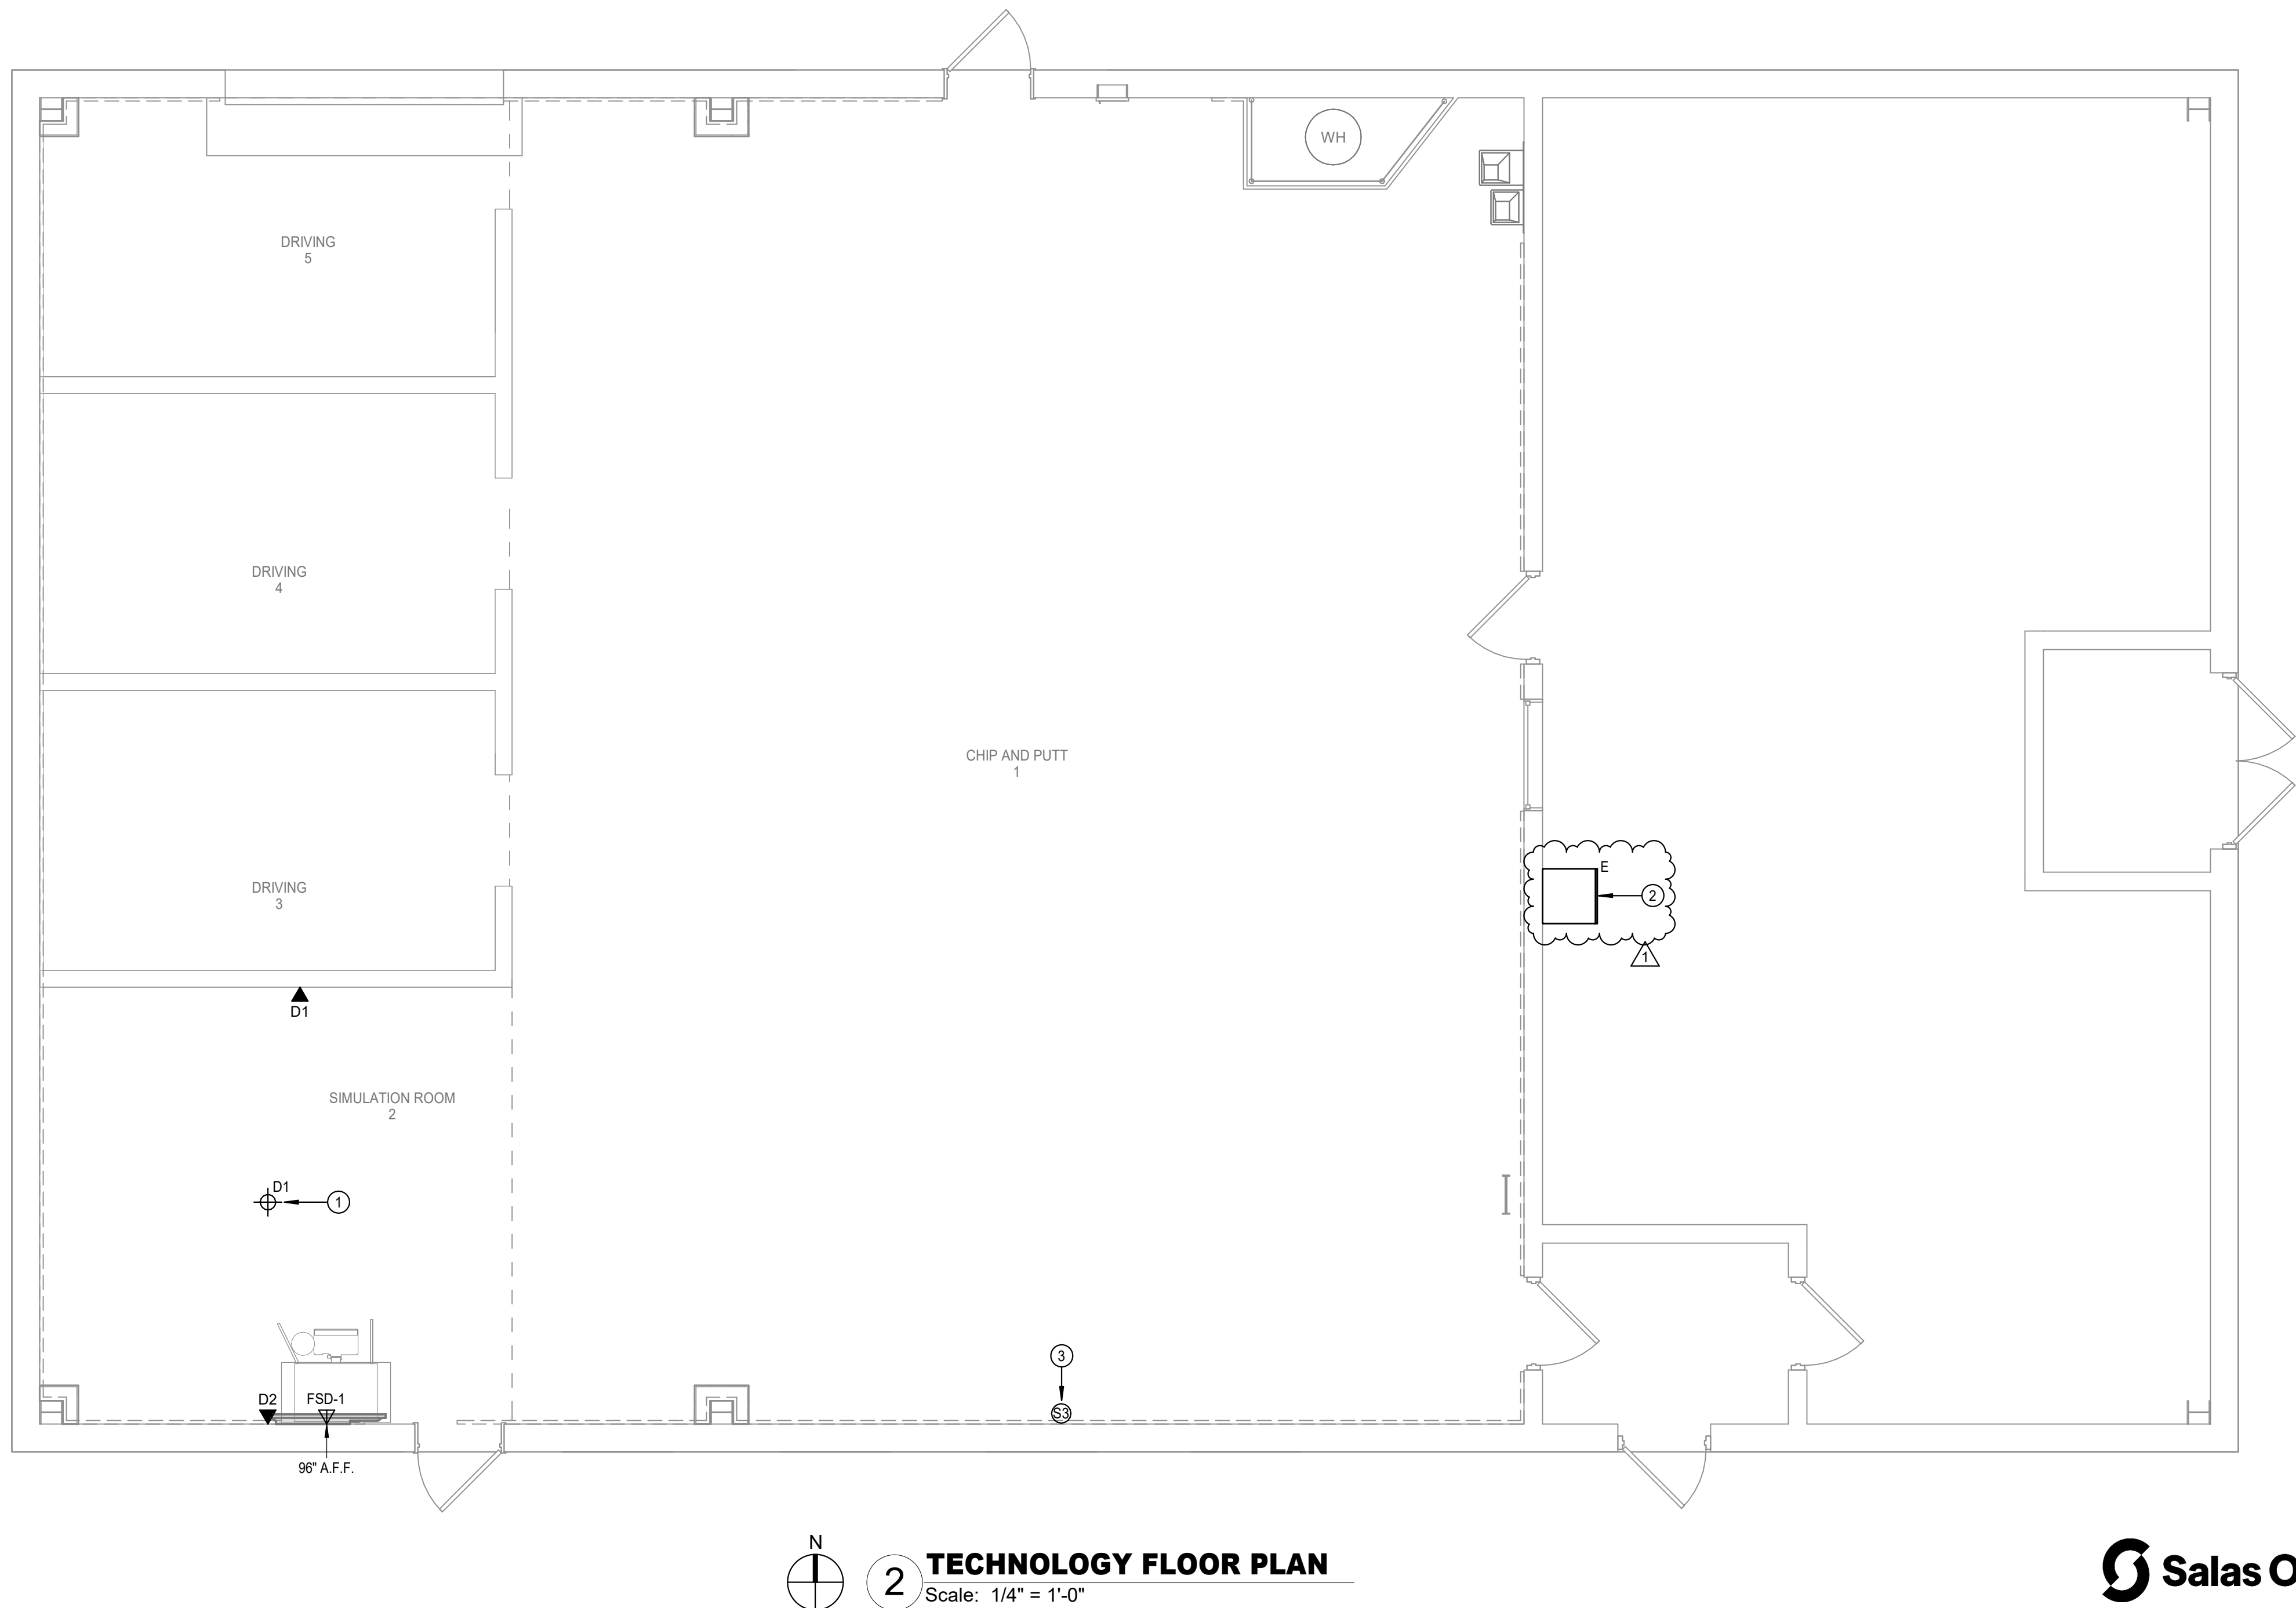 WH
DRIVING
5
DRIVING
4
CHIP AND PUTT
1
E
2
DRIVING
3
1
D1
SIMULATION ROOM
2
D1
1
3
D2
FSD-1
S3
96" A.F.F.
N
2
TECHNOLOGY FLOOR PLAN
Scale: 1/4" = 1'-0"
Salas O